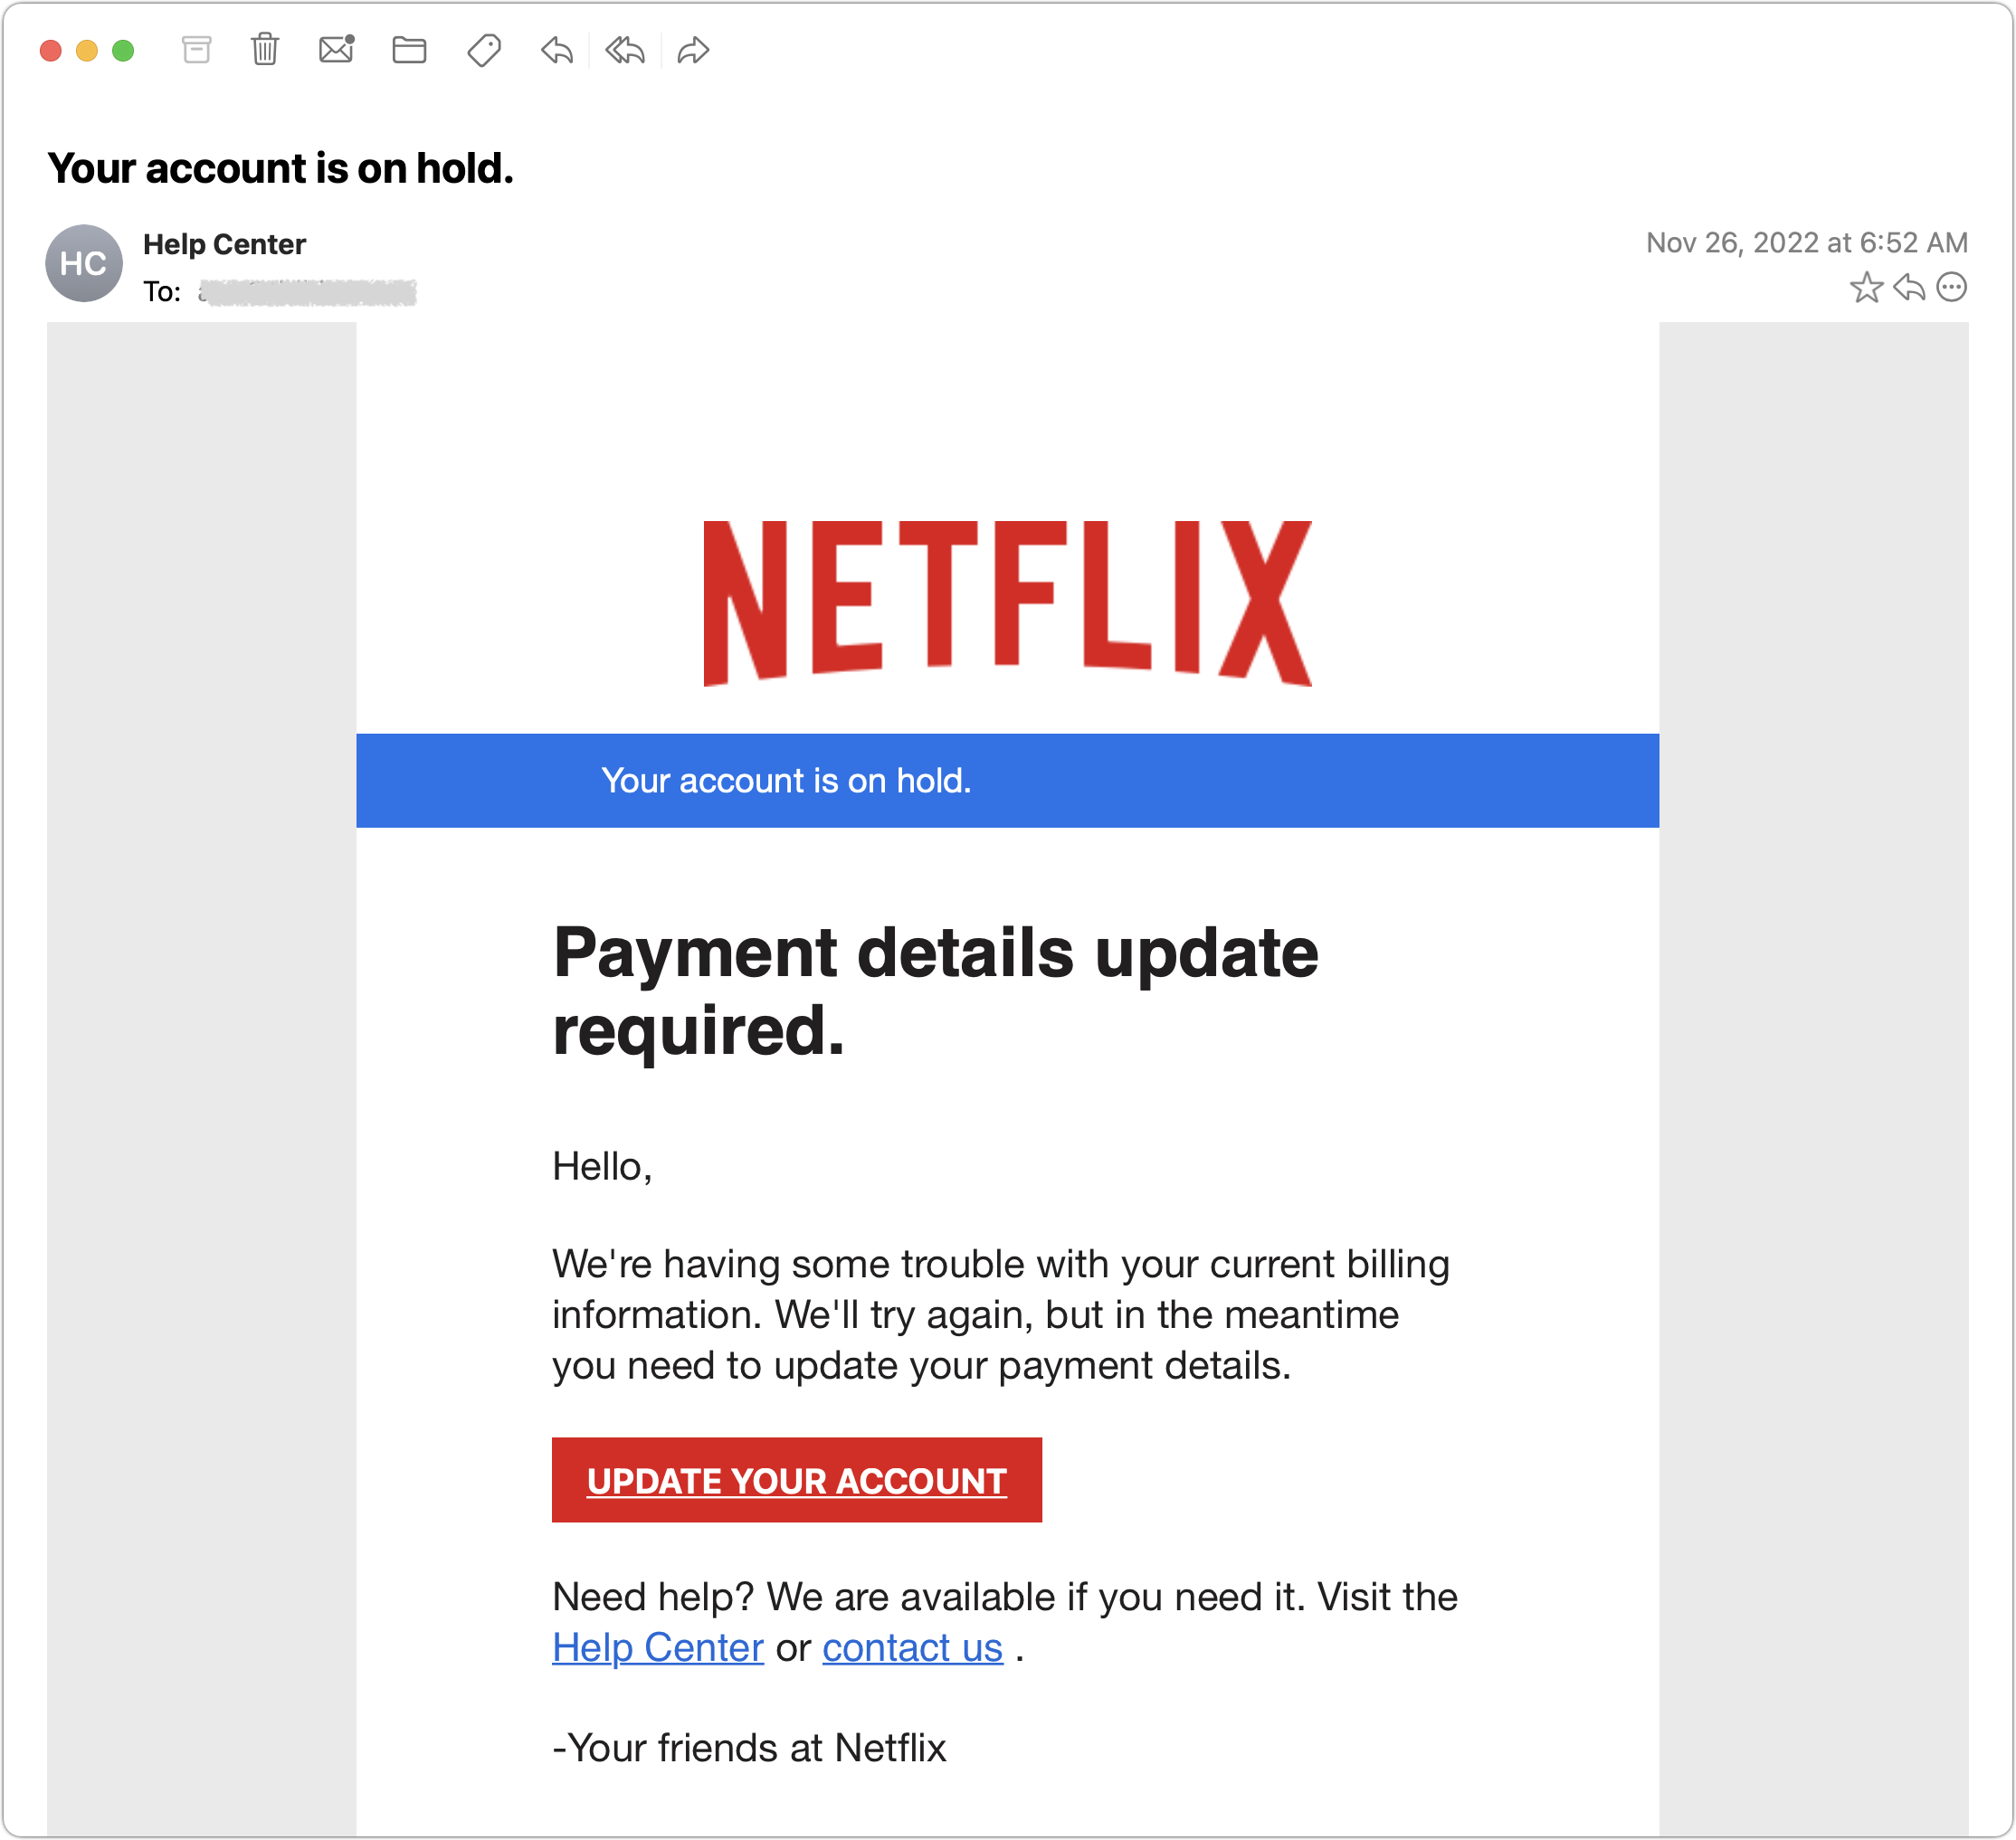 Your account is on hold.
HC
Help Center
Nov 26, 2022 at 6:52 AM
To:
NETFLIX
Your account is on hold.
Payment details update
required.
Hello,
We're having some trouble with your current billing
information. We'll try again, but in the meantime
you need to update your payment details.
UPDATE YOUR ACCOUNT
Need help? We are available if you need it. Visit the
Help Center or contact us .
-Your friends at Netflix